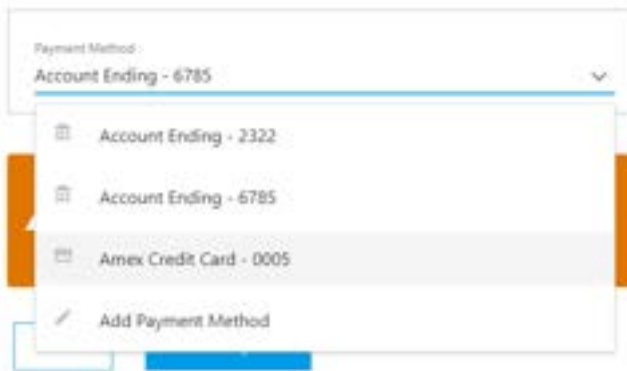 Payment Method
Account Ending - 6785
Account Ending - 2322
Account Ending - 6785
Amex Credit Card - 0005
Add Payment Method